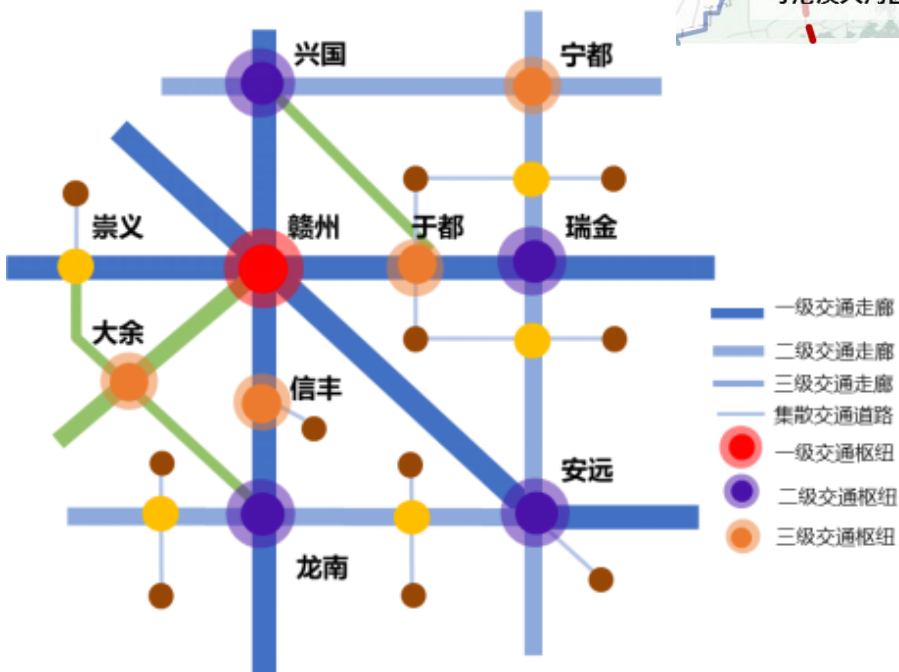 兴国
宁都
崇义
赣州
于都
瑞金
大余
信丰
安远
龙南
一级交通走廊
二级交通走廊
三级交通走廊
集散交通道路
一级交通枢纽
二级交通枢纽
三级交通枢纽